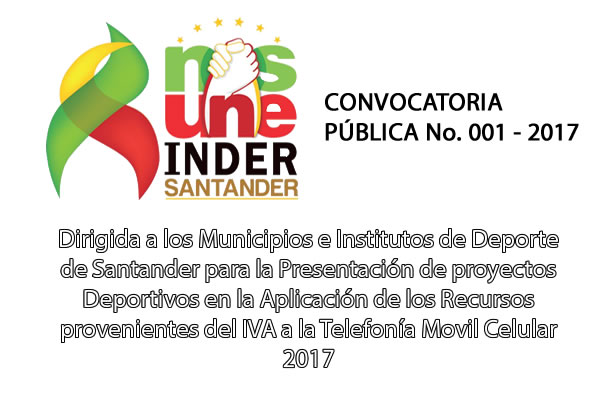 nos
une
INDER
SANTANDER
CONVOCATORIA
PÚBLICA No. 001 - 2017
Dirigida a los Municipios e Institutos de Deporte
de Santander para la Presentación de proyectos
Deportivos en la Aplicación de los Recursos
provenientes del IVA a la Telefonía Movil Celular
2017